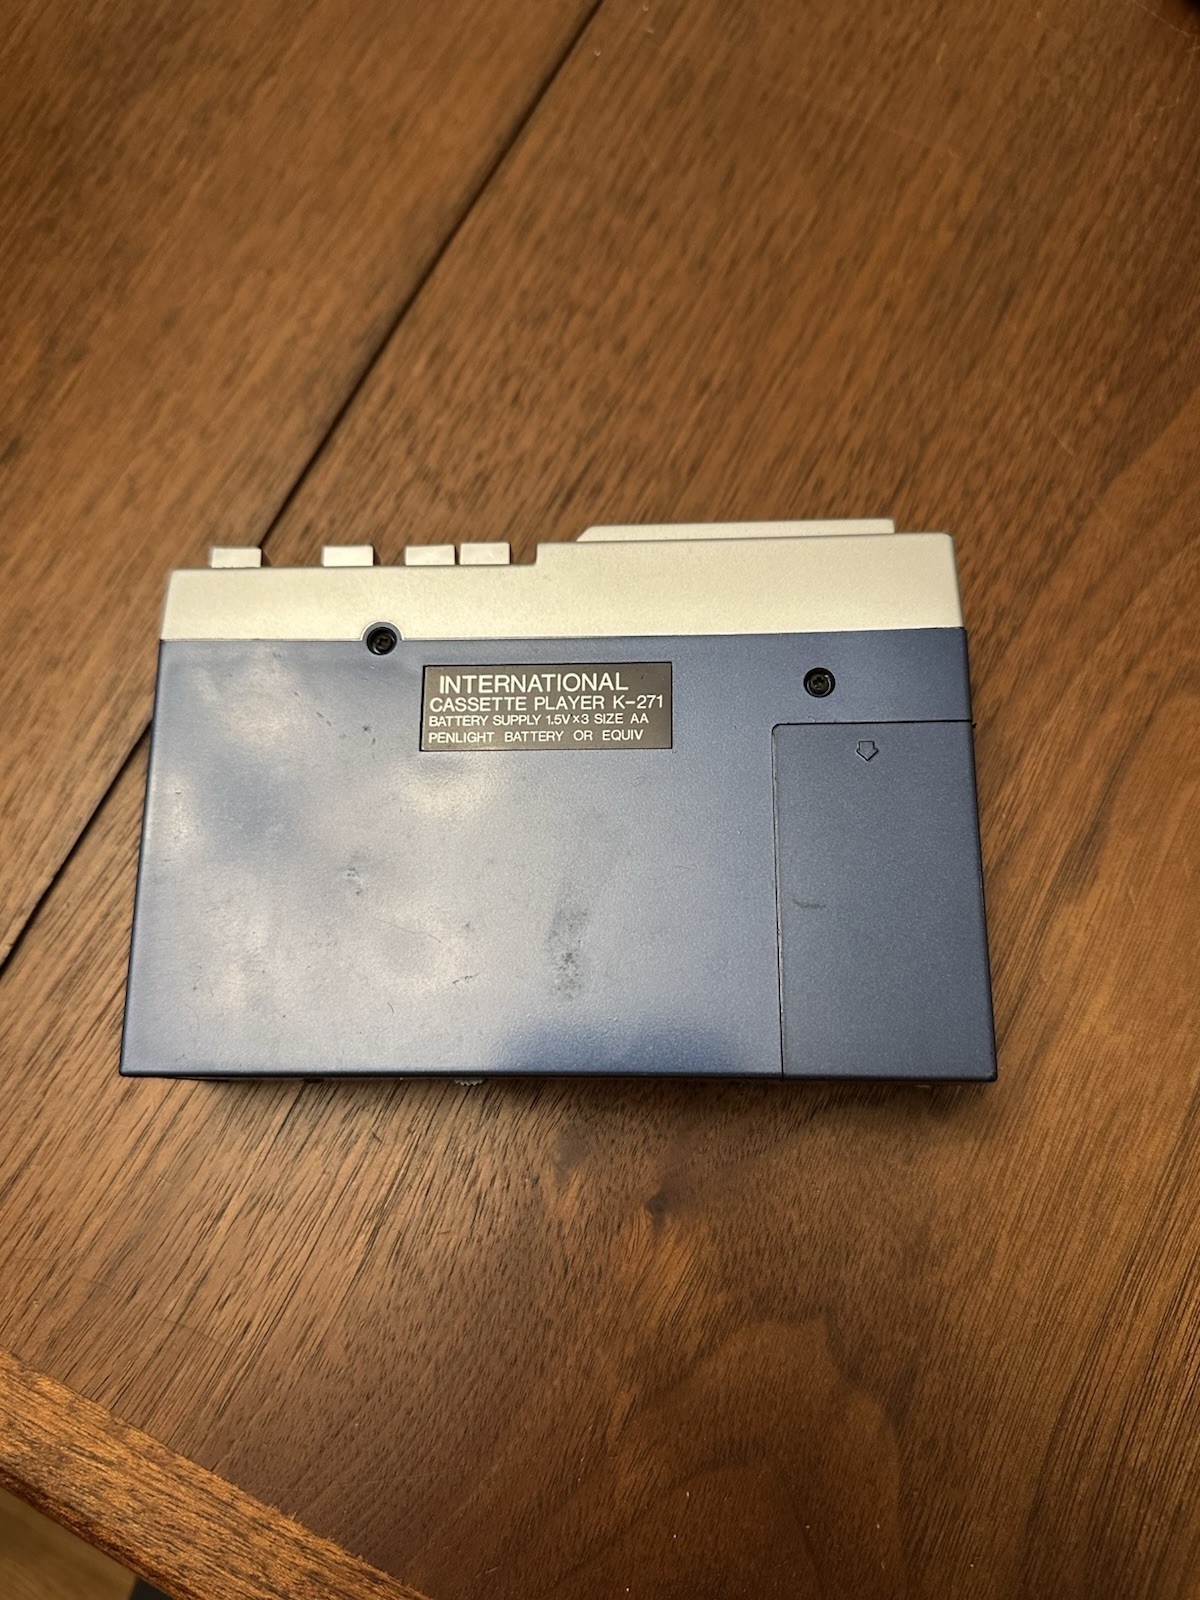 INTERNATIONAL
CASSETTE PLAYER K-271
BATTERY SUPPLY 1.5V×3 SIZE AA
PENLIGHT BATTERY OR EQUIV